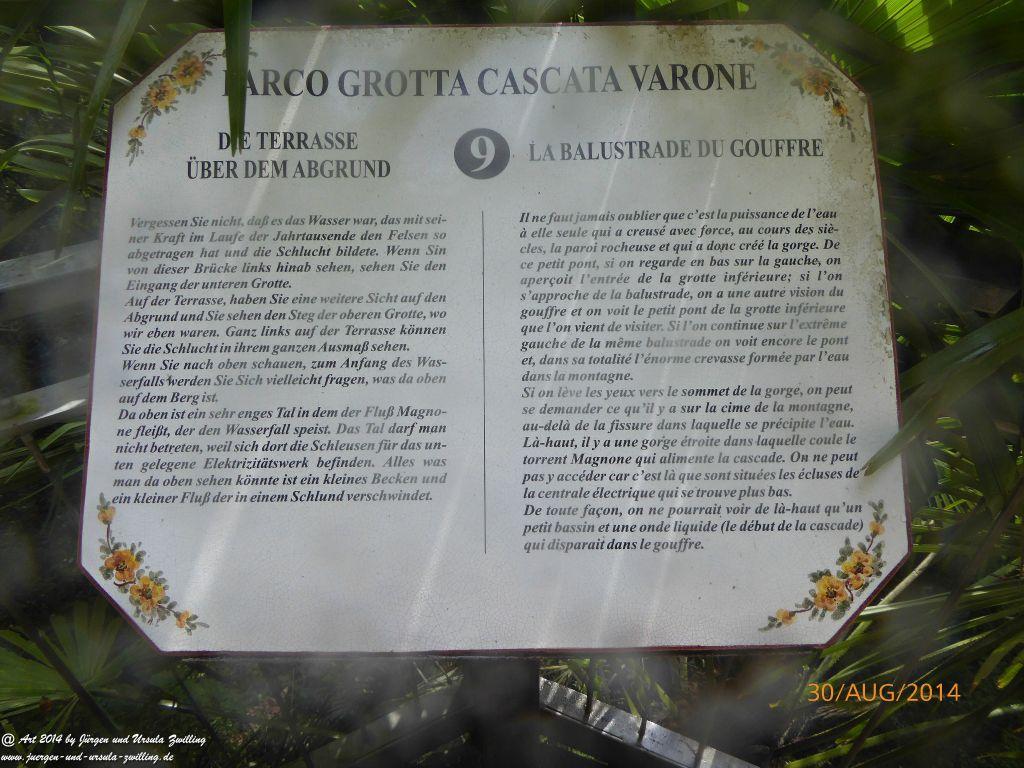 PARCO GROTTA CASCATA VARONE
DIE TERRASSE
ÜBER DEM ABGRUND
9
LA BALUSTRADE DU GOUFFRE
Vergessen Sie nicht, daß es das Wasser war, das mit sei-
ner Kraft im Laufe der Jahrtausende den Felsen so
abgetragen hat und die Schlucht bildete. Wenn Sin
von dieser Brücke links hinab sehen, sehen Sie den
Eingang der unteren Grotte.
Auf der Terrasse, haben Sie eine weitere Sicht auf den
Abgrund und Sie sehen den Steg der oberen Grotte, wo
wir eben waren. Ganz links auf der Terrasse können
Sie die Schlucht in ihrem ganzen Ausmaß sehen.
Wenn Sie nach oben schauen, zum Anfang des Was-
serfalls werden Sie Sich vielleicht fragen, was da oben
auf dem Berg ist.
Da oben ist ein sehr enges Tal in dem der Fluß Magno-
ne fleißt, der den Wasserfall speist. Das Tal darf man
nicht betreten, weil sich dort die Schleusen für das un-
ten gelegene Elektrizitätswerk befinden. Alles was
man da oben sehen könnte ist ein kleines Becken und
ein kleiner Fluß der in einem Schlund verschwindet.
Il ne faut jamais oublier que c'est la puissance de l'eau
à elle seule qui a creusé avec force, au cours des siè-
cles, la paroi rocheuse et qui a donc créé la gorge. De
ce petit pont, si on regarde en bas sur la gauche, on
aperçoit l'entrée de la grotte inférieure; si l'on
s'approche de la balustrade, on a une autre vision du
gouffre et on voit le petit pont de la grotte inférieure
que l'on vient de visiter. Si l'on continue sur l'extrême
gauche de la même balustrade on voit encore le pont
et, dans sa totalité l'énorme crevasse formée par l'eau
dans la montagne.
Si on lève les yeux vers le sommet de la gorge, on peut
se demander ce qu'il y a sur la cime de la montagne,
au-delà de la fissure dans laquelle se précipite l'eau.
Là-haut, il y a une gorge étroite dans laquelle coule le
torrent Magnone qui alimente la cascade. On ne peut
pas y accéder car c'est là que sont situées les écluses de
la centrale électrique qui se trouve plus bas.
De toute façon, on ne pourrait voir de là-haut qu'un
petit bassin et une onde liquide (le début de la cascade)
qui disparait dans le gouffre.
30/AUG/2014
@ Art 2014 by Jürgen und Ursula Zwilling
www.juergen-und-ursula-zwilling.de